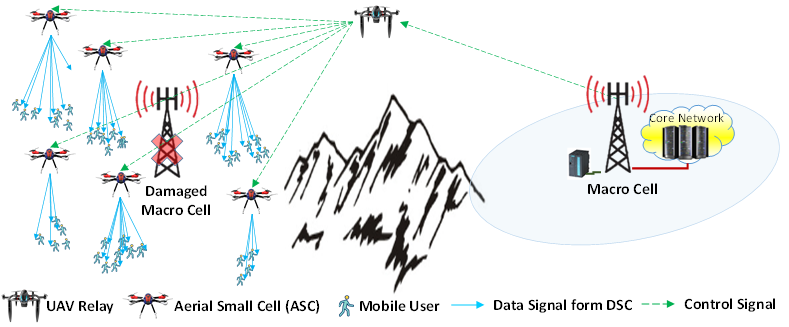 Core Network
Damaged
Macro Cell
Macro Cell
UAV Relay
Aerial Small Cell (ASC)
Mobile User
Data Signal form DSC
Control Signal